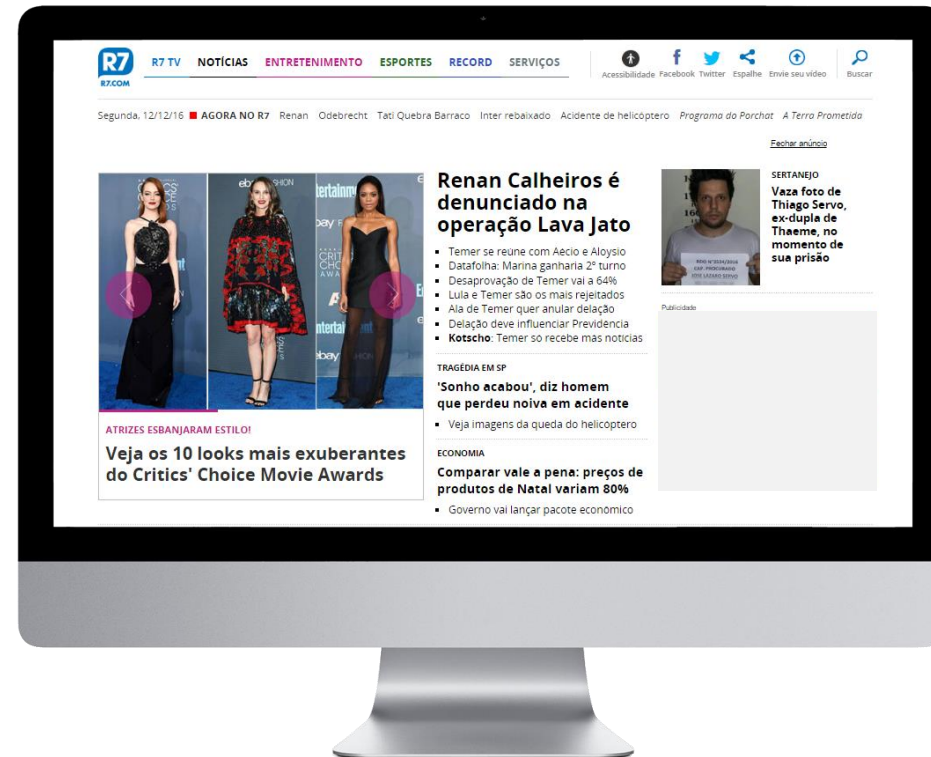 R7
R7.COM
R7 TV NOTÍCIAS ENTRETENIMENTO ESPORTES RECORD SERVIÇOS
Acessibilidade Facebook Twitter Espalhe Envie seu vídeo Buscar
Segunda, 12/12/16 AGORA NO R7 Renan Odebrecht Tati Quebra Barraco Inter rebaixado Acidente de helicóptero Programa do Porchat A Terra Prometida
Fechar anúncio
ATRIZES ESBANJARAM ESTILO!
Veja os 10 looks mais exuberantes
do Critics' Choice Movie Awards
Renan Calheiros é
denunciado na
operação Lava Jato
Temer se reúne com Aécio e Aloysio
Datafolha: Marina ganharia 2º turno
Desaprovação de Temer vai a 64%
Lula e Temer são os mais rejeitados
Ala de Temer quer anular delação
Delação deve influenciar Previdência
Kotscho: Temer só recebe más notícias
TRAGÉDIA EM SP
'Sonho acabou', diz homem
que perdeu noiva em acidente
Veja imagens da queda do helicóptero
ECONOMIA
Comparar vale a pena: preços de
produtos de Natal variam 80%
Governo vai lançar pacote econômico
SERTANEJO
Vaza foto de
Thiago Servo,
ex-dupla de
Thaeme, no
momento de
sua prisão
Publicidade